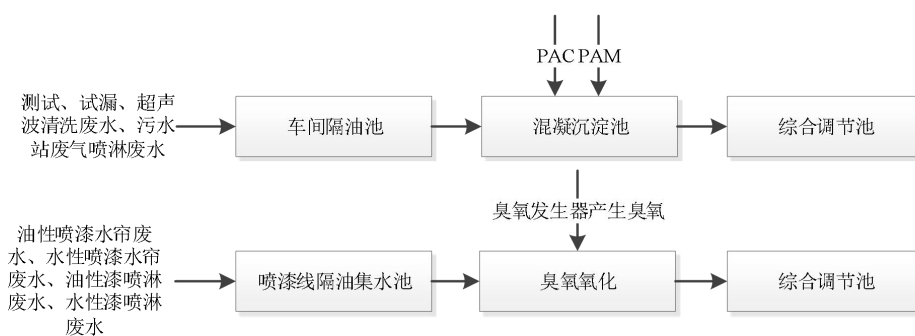 PAC PAM
测试、试漏、超声
波清洗废水、污水
站废气喷淋废水
车间隔油池
混凝沉淀池
综合调节池
臭氧发生器产生臭氧
油性喷漆水帘废
水、水性喷漆水帘
废水、油性漆喷淋
废水、水性漆喷淋
废水
喷漆线隔油集水池
臭氧氧化
综合调节池